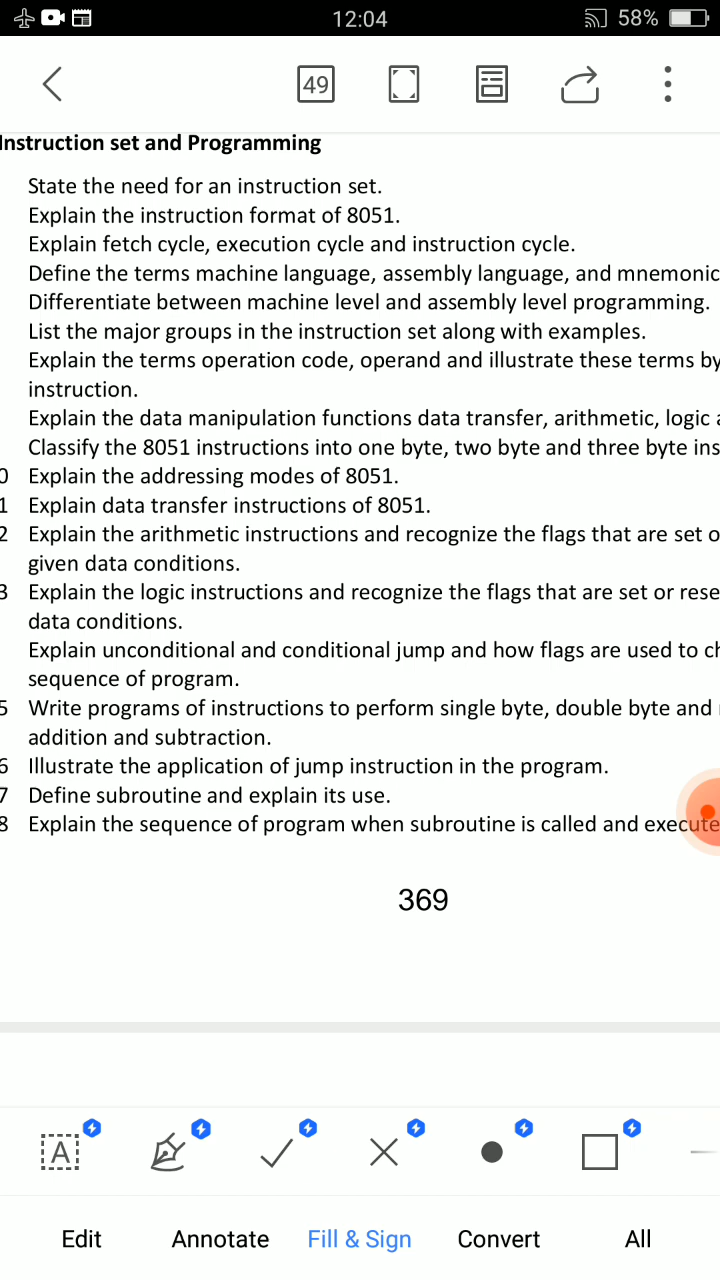 12:04
58%
49
Instruction set and Programming
State the need for an instruction set.
Explain the instruction format of 8051.
Explain fetch cycle, execution cycle and instruction cycle.
Define the terms machine language, assembly language, and mnemonic
Differentiate between machine level and assembly level programming.
List the major groups in the instruction set along with examples.
Explain the terms operation code, operand and illustrate these terms by
instruction.
Explain the data manipulation functions data transfer, arithmetic, logic
Classify the 8051 instructions into one byte, two byte and three byte ins
0 Explain the addressing modes of 8051.
1 Explain data transfer instructions of 8051.
2 Explain the arithmetic instructions and recognize the flags that are set o
given data conditions.
3 Explain the logic instructions and recognize the flags that are set or rese
data conditions.
Explain unconditional and conditional jump and how flags are used to ch
sequence of program.
5 Write programs of instructions to perform single byte, double byte and
addition and subtraction.
6 Illustrate the application of jump instruction in the program.
7 Define subroutine and explain its use.
8 Explain the sequence of program when subroutine is called and execute
369
A
Edit Annotate Fill & Sign Convert All